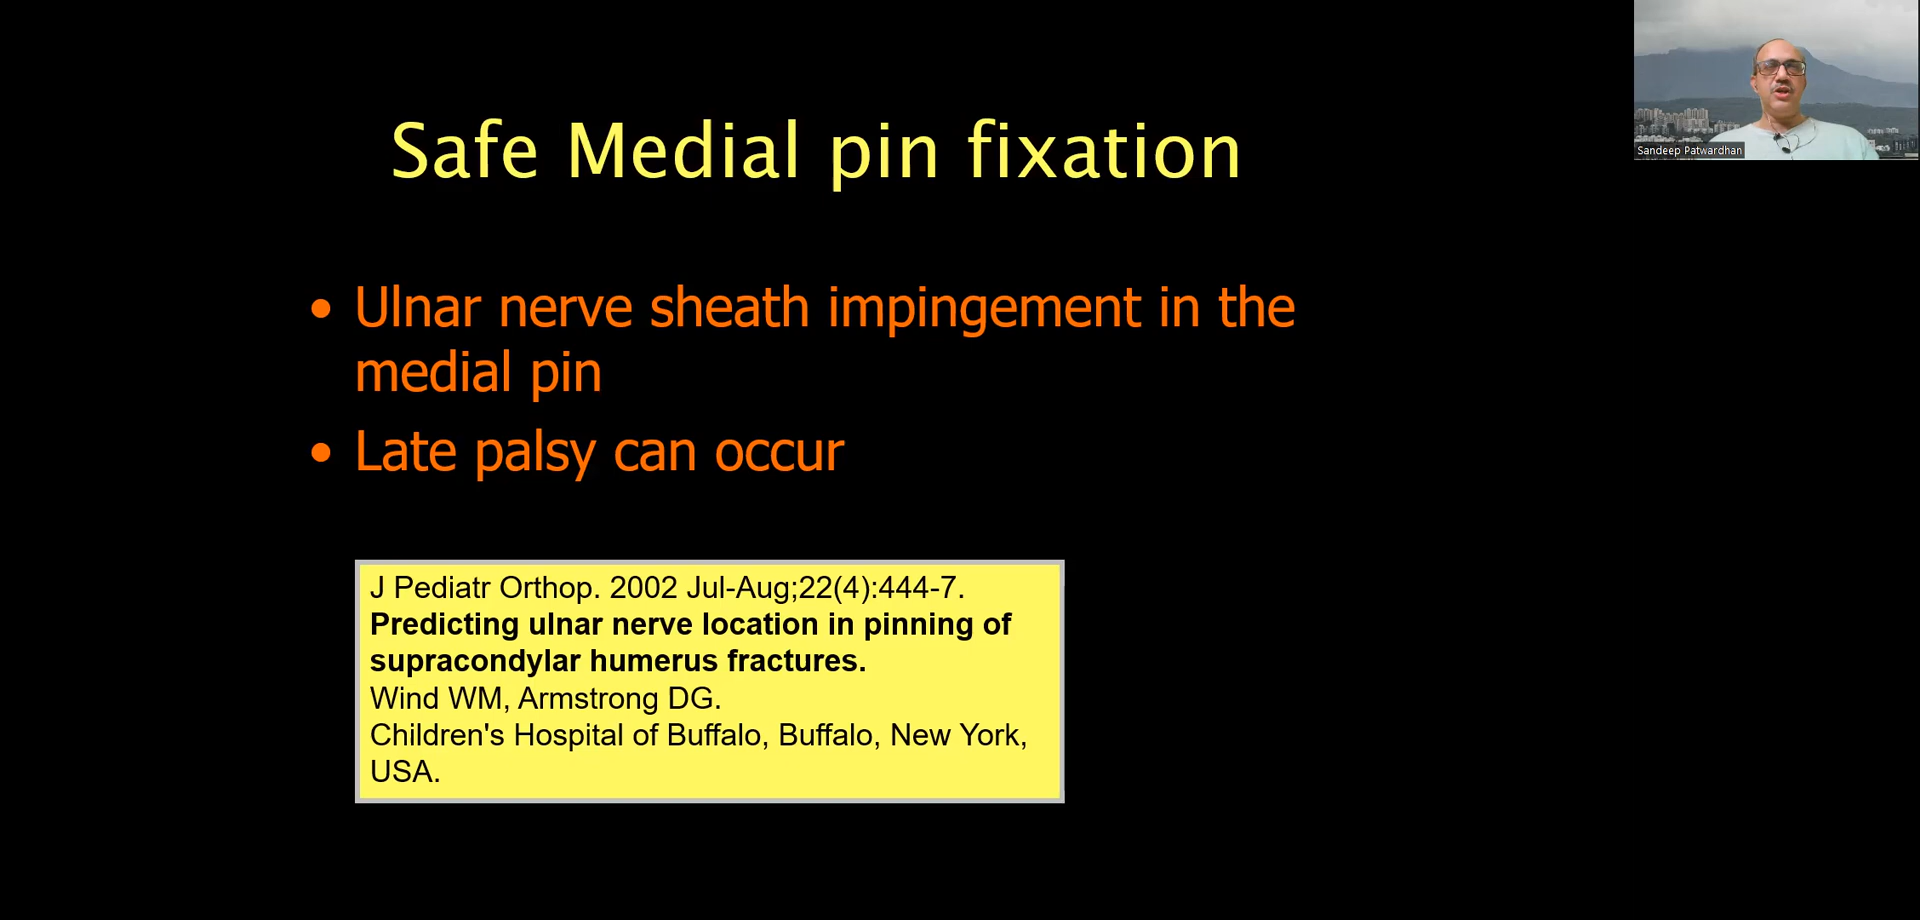 Safe Medial pin fixation
• Ulnar nerve sheath impingement in the
medial pin
• Late palsy can occur
J Pediatr Orthop. 2002 Jul-Aug;22(4):444-7.
Predicting ulnar nerve location in pinning of
supracondylar humerus fractures.
Wind WM, Armstrong DG.
Children's Hospital of Buffalo, Buffalo, New York,
USA.
Sandeep Patwardhan